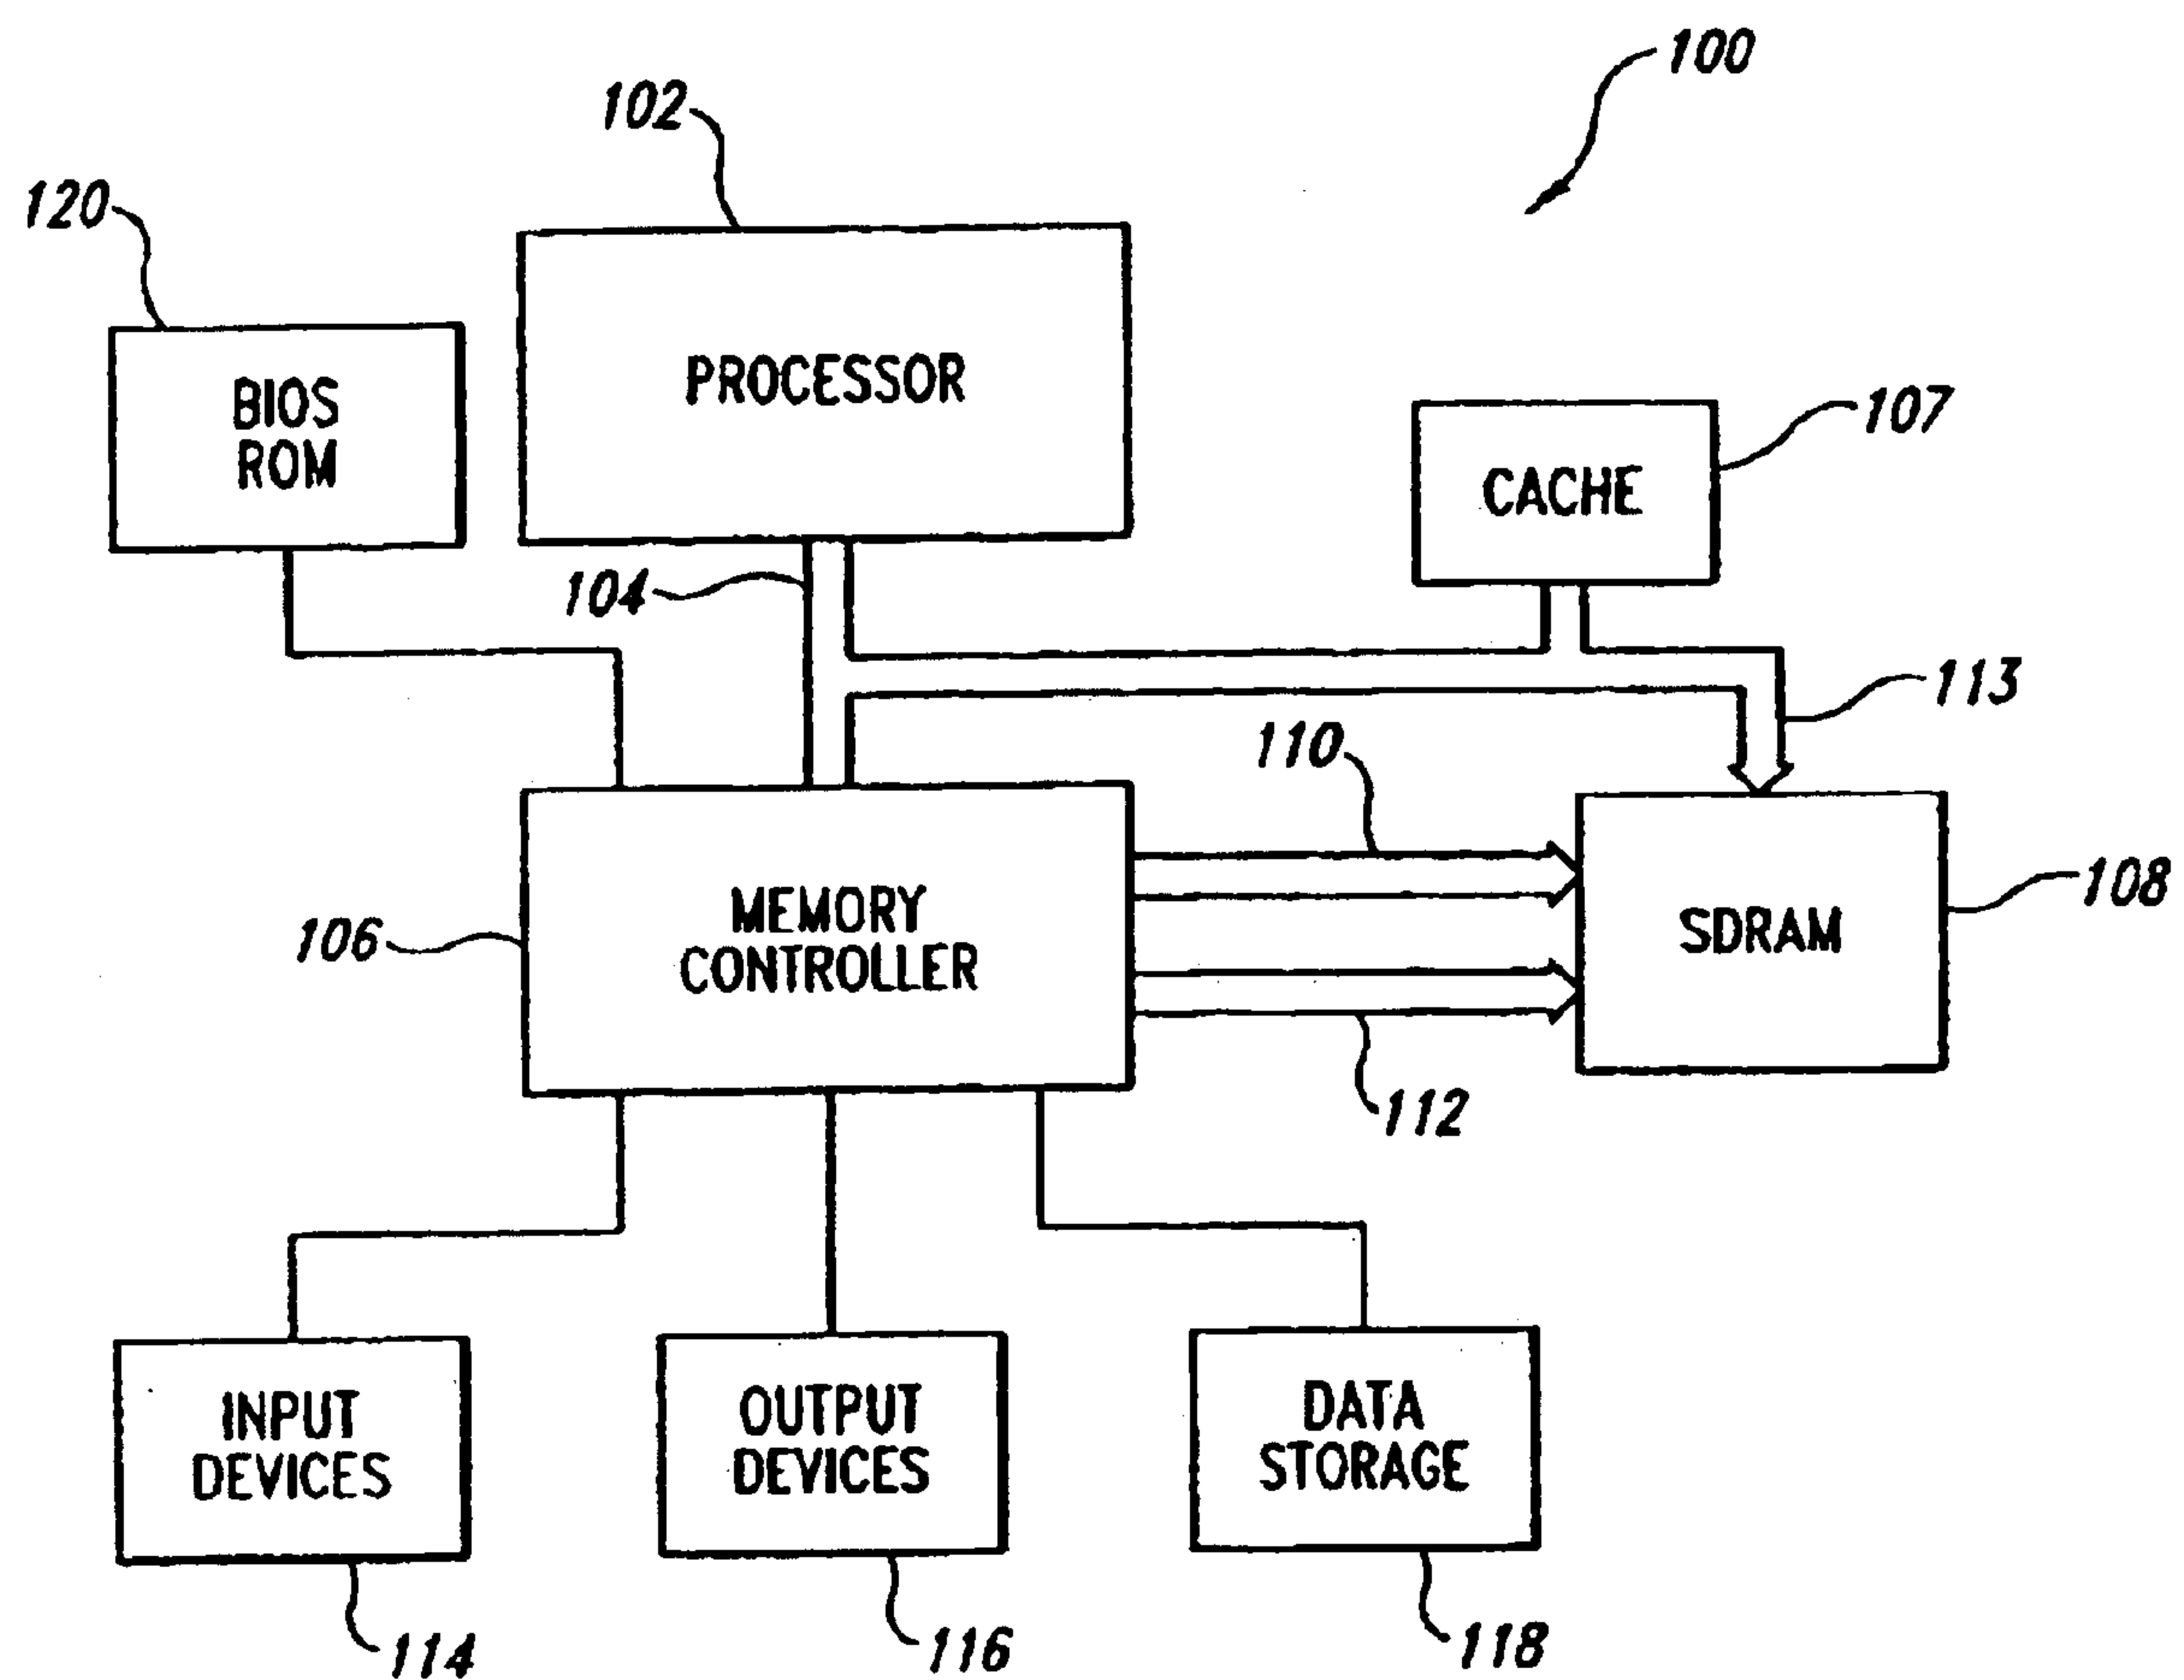 100
102
120
PROCESSOR
BIOS
ROM
107
CACHE
104
113
110
108
MEMORY
CONTROLLER
SDRAM
106
112
INPUT
DEVICES
OUTPUT
DEVICES
DATA
STORAGE
114
116
118